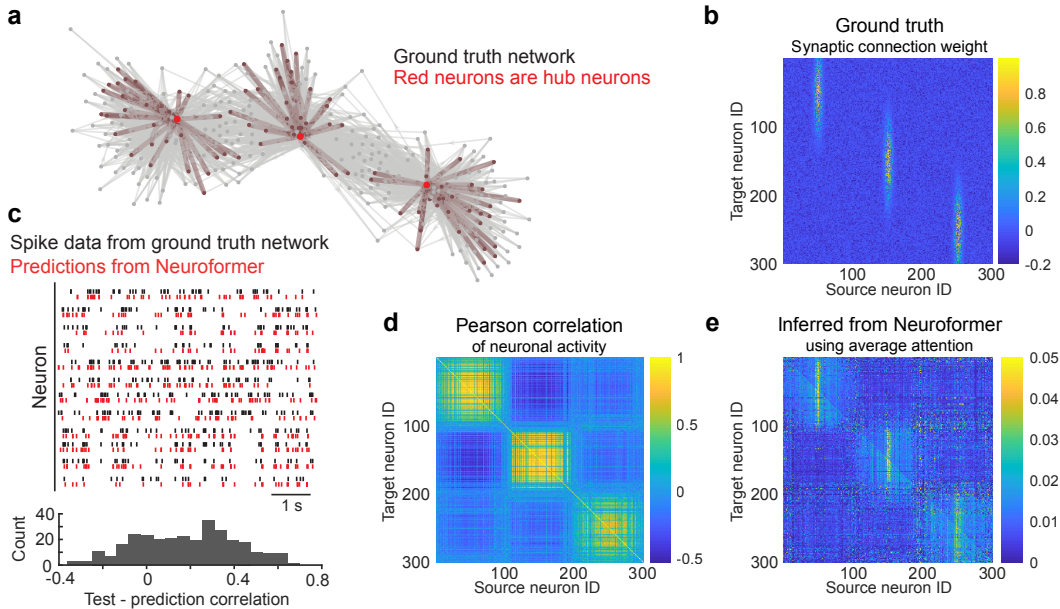 a
Ground truth network
Red neurons are hub neurons
b
Ground truth
Synaptic connection weight
Target neuron ID
100
200
300
100
200
300
Source neuron ID
0.8
0.6
0.4
0.2
0
-0.2
c
Spike data from ground truth network
Predictions from Neuroformer
Neuron
1 s
Count
40
20
0
-0.4
0
0.4
0.8
Test - prediction correlation
d
Pearson correlation
of neuronal activity
Target neuron ID
100
200
300
100
200
300
Source neuron ID
1
0.5
0
-0.5
e
Inferred from Neuroformer
using average attention
Target neuron ID
100
200
300
100
200
300
Source neuron ID
0.05
0.04
0.03
0.02
0.01
0